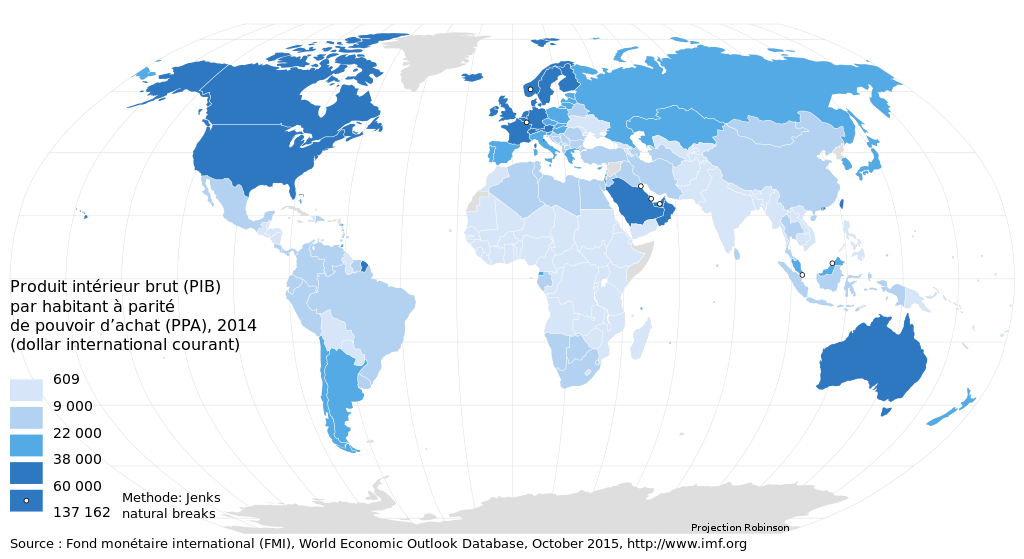 Produit intérieur brut (PIB)
par habitant à parité
de pouvoir d’achat (PPA), 2014
(dollar international courant)
609
9 000
22 000
38 000
60 000
137 162
Methode: Jenks
natural breaks
Projection Robinson
Source : Fond monétaire international (FMI), World Economic Outlook Database, October 2015, http://www.imf.org